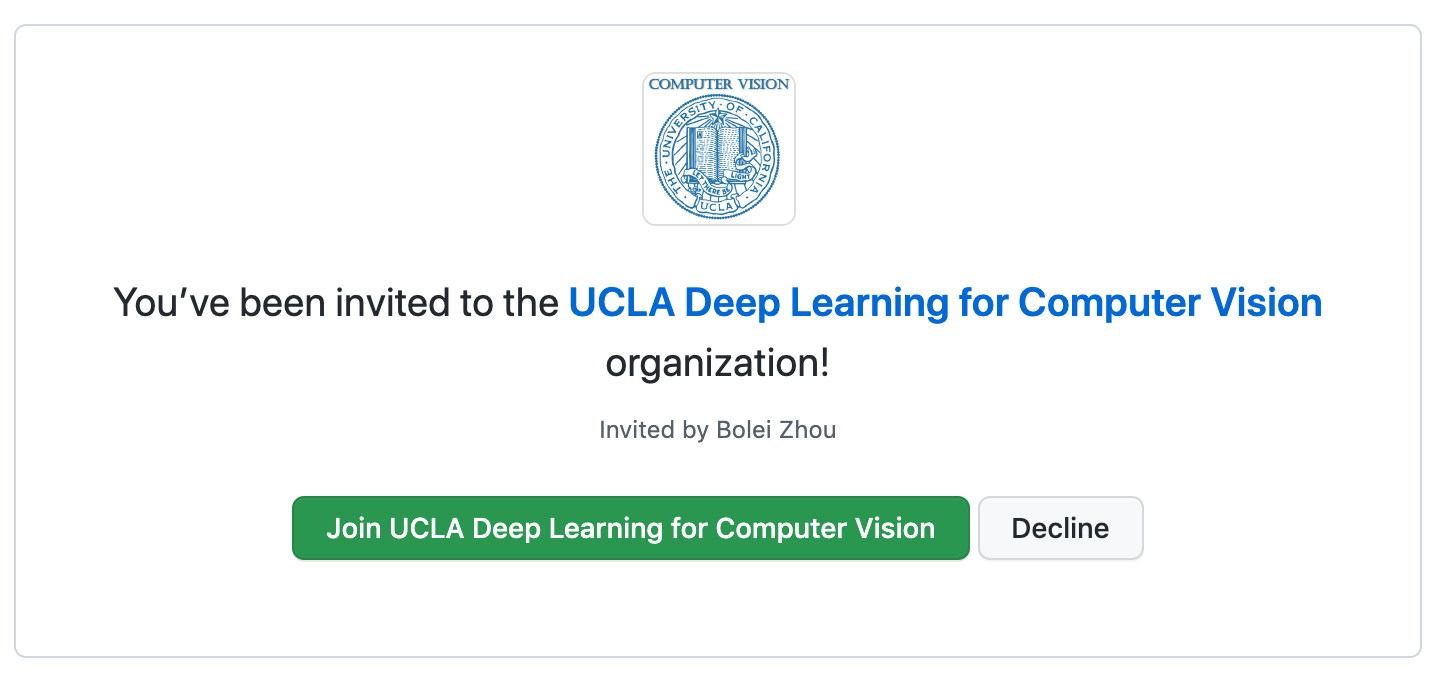 COMPUTER VISION
· THE · UNIVERSITY · OF · CALIFORNIA ·
LET THERE BE LIGHT
UCLA
You’ve been invited to the UCLA Deep Learning for Computer Vision
organization!
Invited by Bolei Zhou
Join UCLA Deep Learning for Computer Vision
Decline